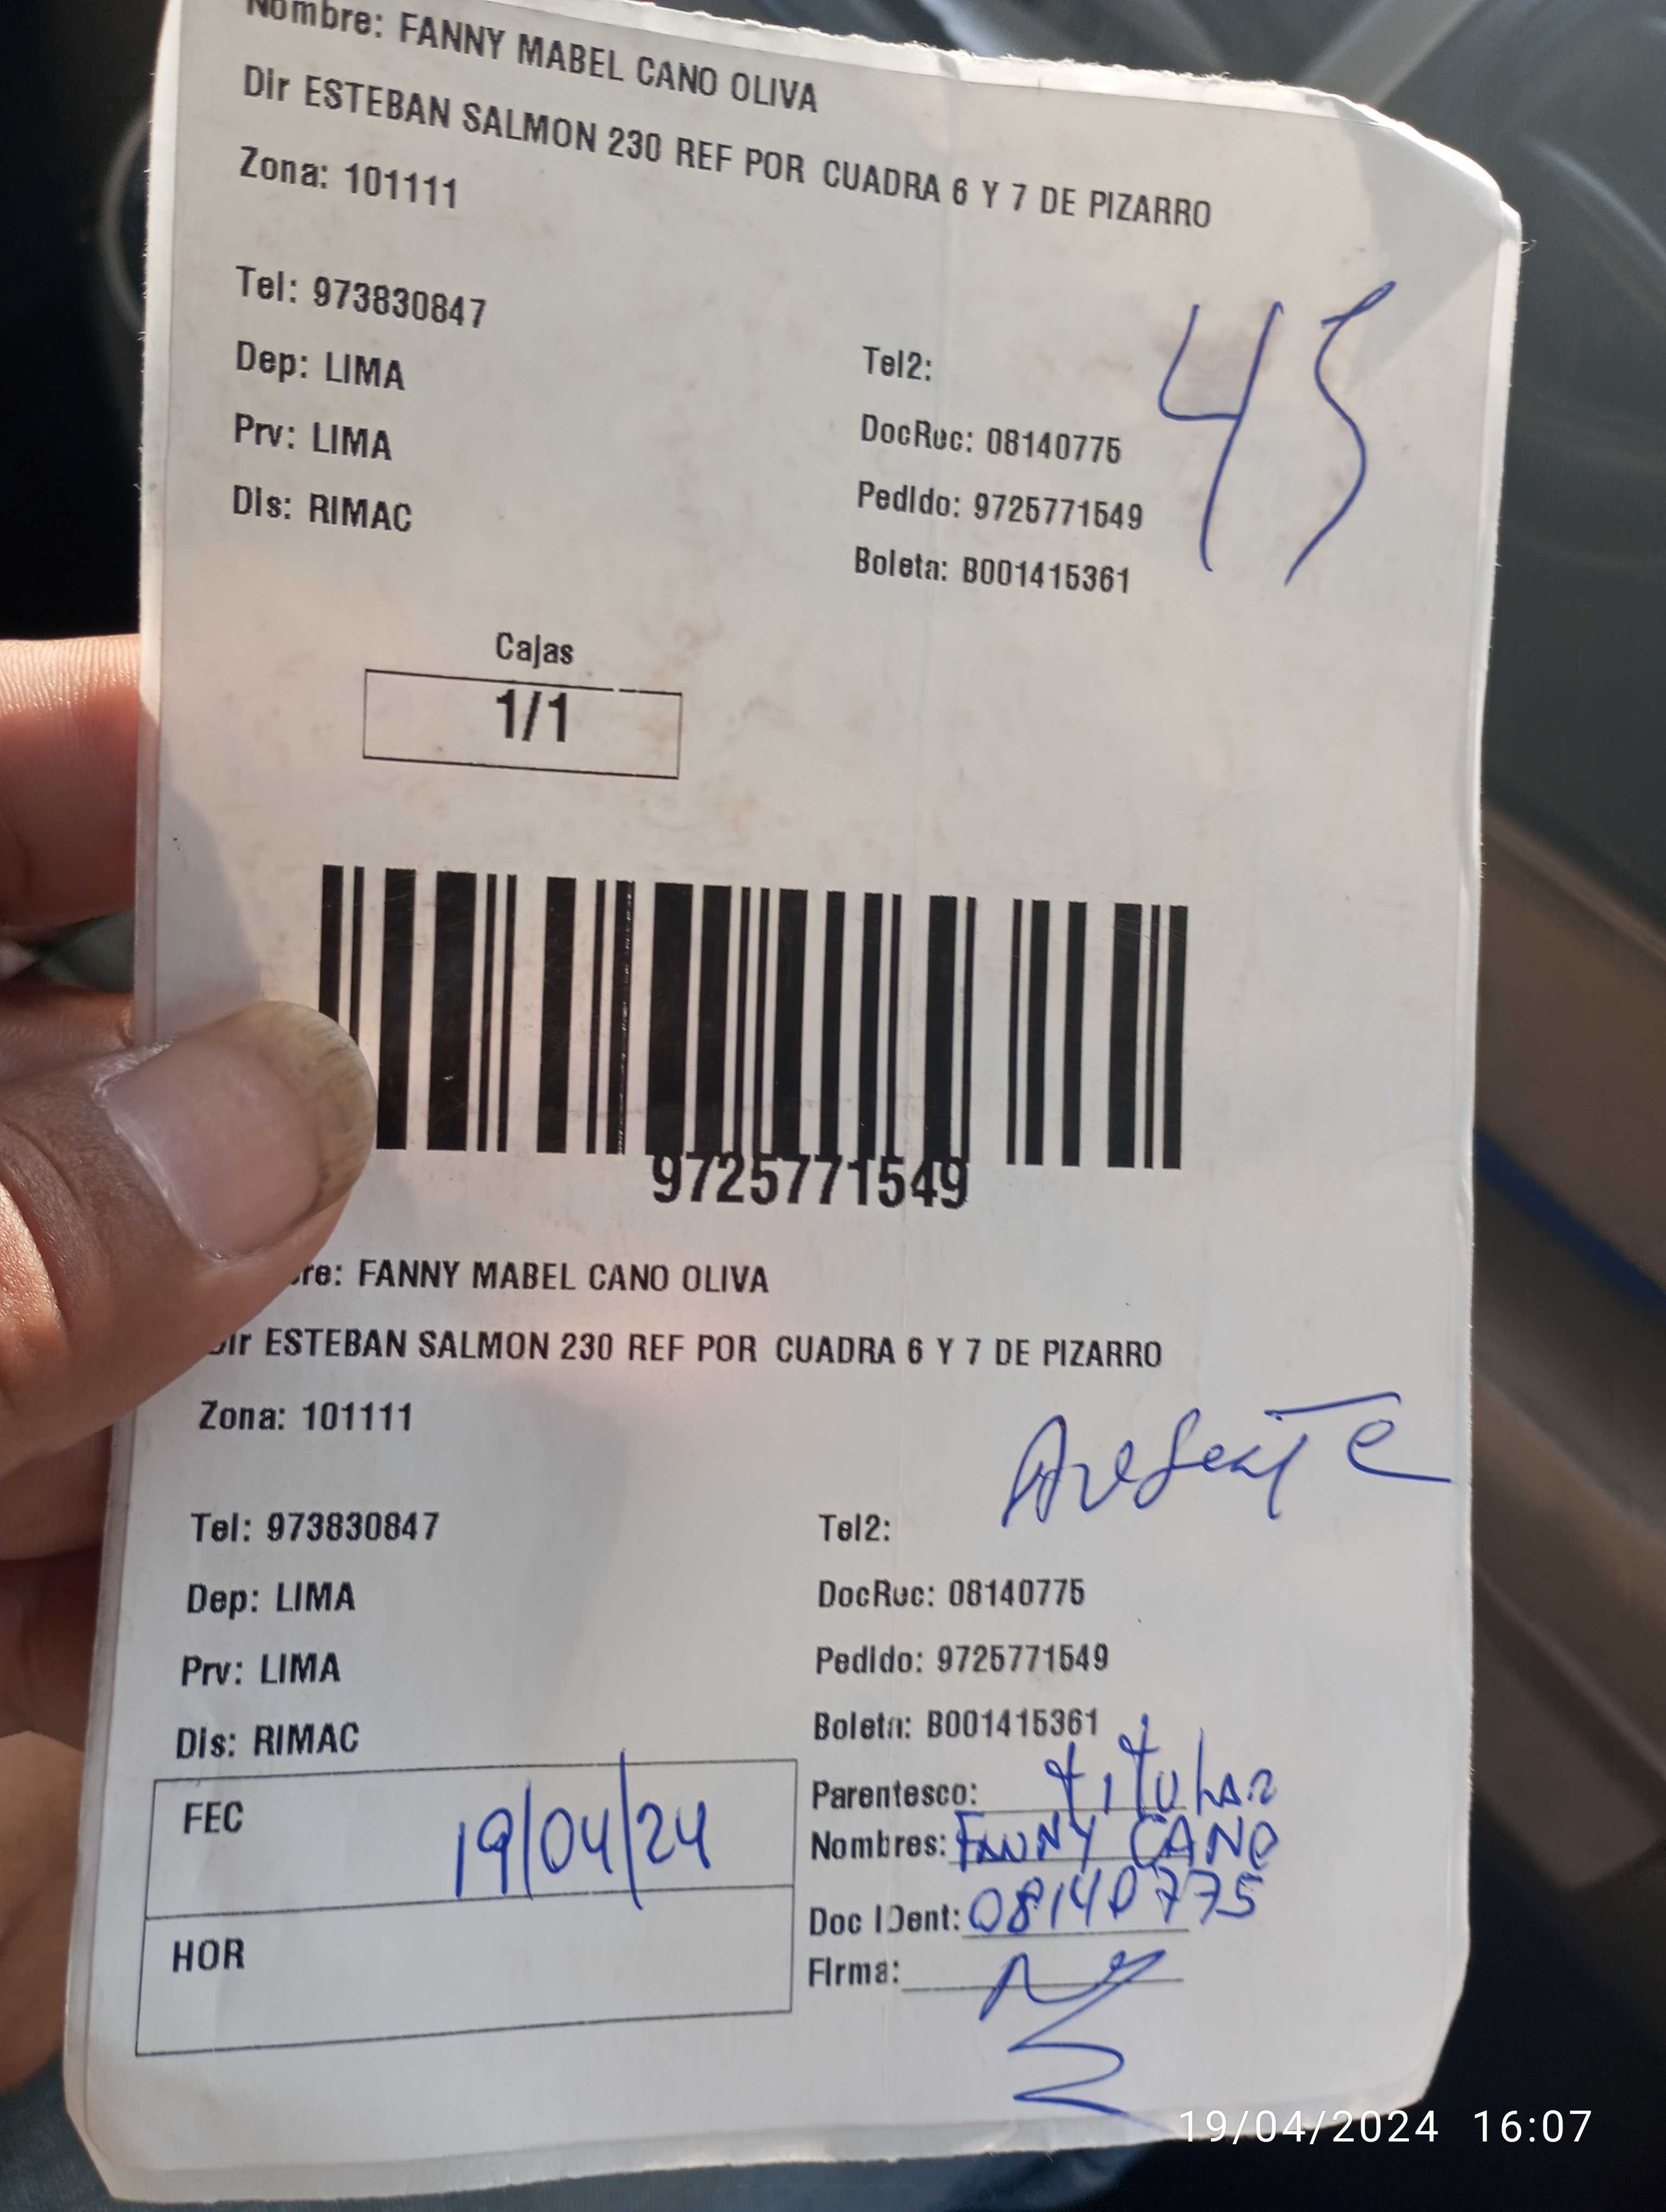 Nombre: FANNY MABEL CANO OLIVA
Dir ESTEBAN SALMON 230 REF POR CUADRA 6 Y 7 DE PIZARRO
Zona: 101111
45
Tel: 973830847
Tel2:
Dep: LIMA
DocRuc: 08140775
Prv: LIMA
Pedido: 9725771549
Dis: RIMAC
Boleta: B001415361
Cajas
1/1
9725771549
bre: FANNY MABEL CANO OLIVA
Dir ESTEBAN SALMON 230 REF POR CUADRA 6 Y 7 DE PIZARRO
Zona: 101111
Tel: 973830847
Tel2:
Dep: LIMA
DocRuc: 08140775
Prv: LIMA
Pedido: 9725771549
Dis: RIMAC
Boleta: B001415361
FEC 19/04/24
Parentesco: titular
Nombres: FANNY CANO
Doc IDent: 08140775
HOR
Firma:
19/04/2024 16:07